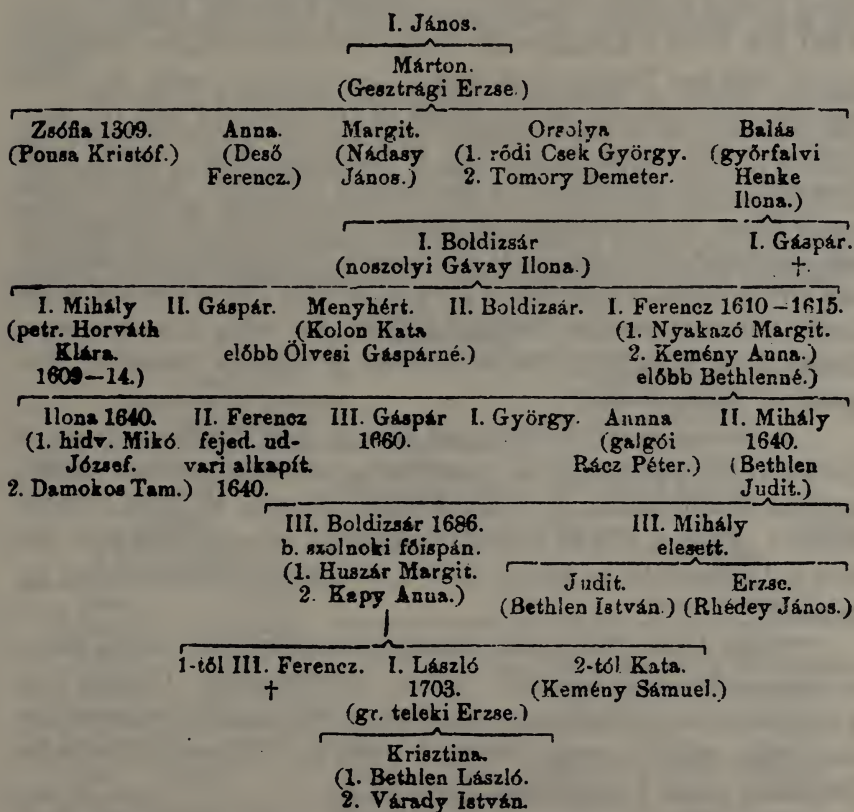 I. János.
Márton.
(Gesztrági Erzse.)
Zsófia 1309. Anna. Margit. Orsolya Balás
(Pousa Kristóf.) (Deső (Nádasy (1. ródi Csek György. (győrfalvi
Ferencz.) János.) 2. Tomory Demeter. Henke
Ilona.)
I. Boldizsár I. Gáspár.
(noszolyi Gávay Ilona.) †.
I. Mihály II. Gáspár. Menyhért. II. Boldizsár. I. Ferencz 1610–1615.
(petr. Horváth (Kolon Kata (1. Nyakazó Margit.
Klára. előbb Ölvesi Gáspárné.) 2. Kemény Anna.)
1609–14.) előbb Bethlenné.)
Ilona 1640. II. Ferencz III. Gáspár I. György. Annna II. Mihály
(1. hidv. Mikó fejed. ud- 1660. (galgói 1640.
József. vari alkapít. Rácz Péter.) (Bethlen
2. Damokos Tam.) 1640. Judit.)
III. Boldizsár 1686. III. Mihály
b. szolnoki főispán. elesett.
(1. Huszár Margit. Judit. Erzse.
2. Kapy Anna.) (Bethlen István.) (Rhédey János.)
1-től III. Ferencz. I. László 2-tól Kata.
† 1703. (Kemény Sámuel.)
(gr. teleki Erzse.)
Krisztina.
(1. Bethlen László.
2. Várady István.